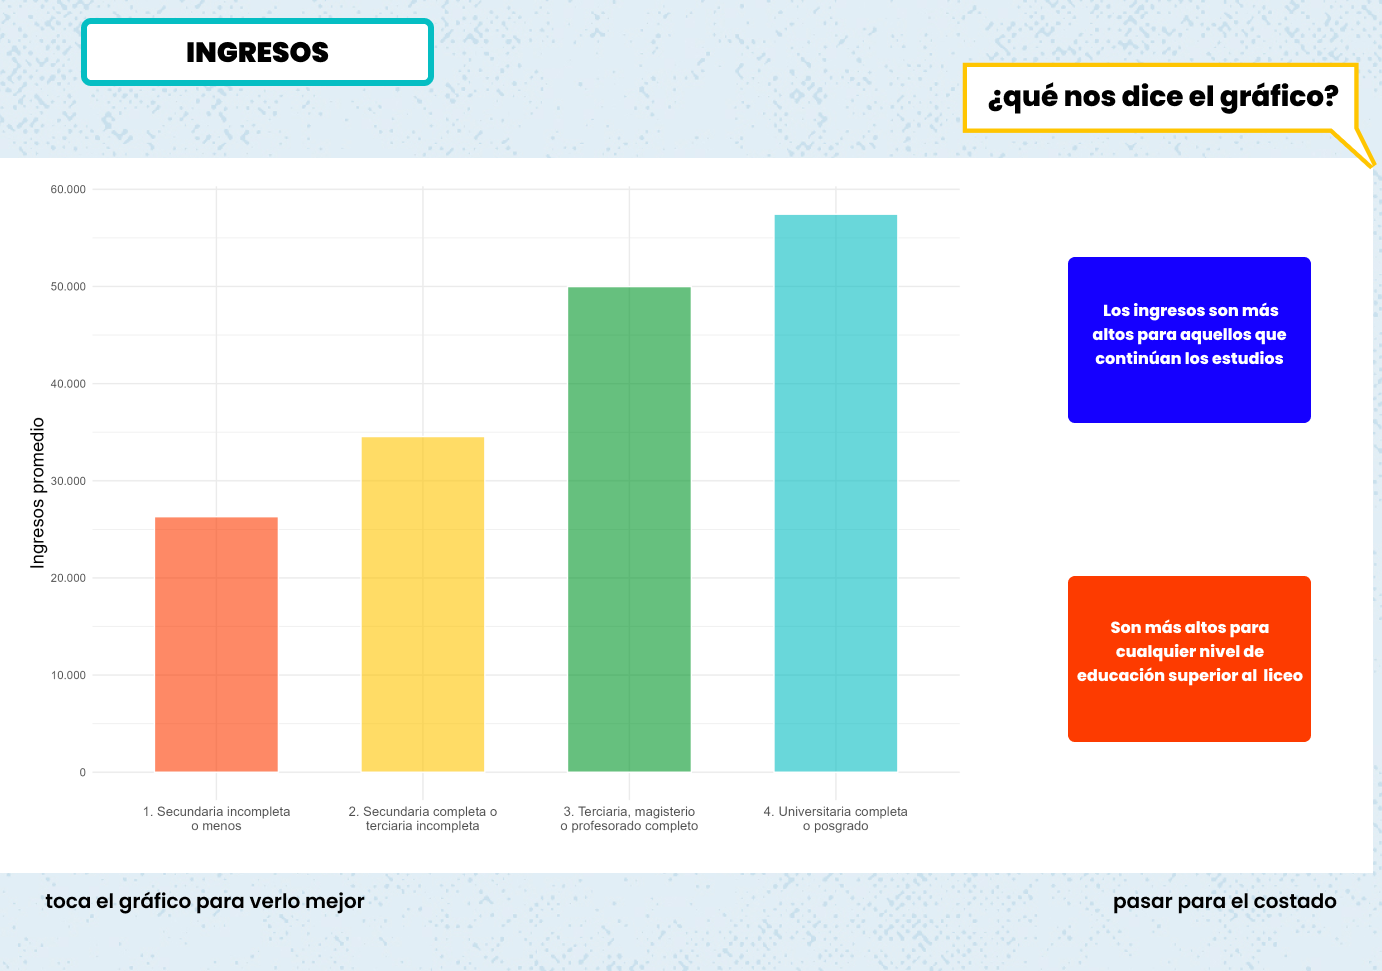 INGRESOS
¿qué nos dice el gráfico?
60.000
50.000
40.000
30.000
20.000
10.000
0
Ingresos promedio
1. Secundaria incompleta
o menos
2. Secundaria completa o
terciaria incompleta
3. Terciaria, magisterio
o profesorado completo
4. Universitaria completa
o posgrado
Los ingresos son más
altos para aquellos que
continúan los estudios
Son más altos para
cualquier nivel de
educación superior al liceo
toca el gráfico para verlo mejor
pasar para el costado